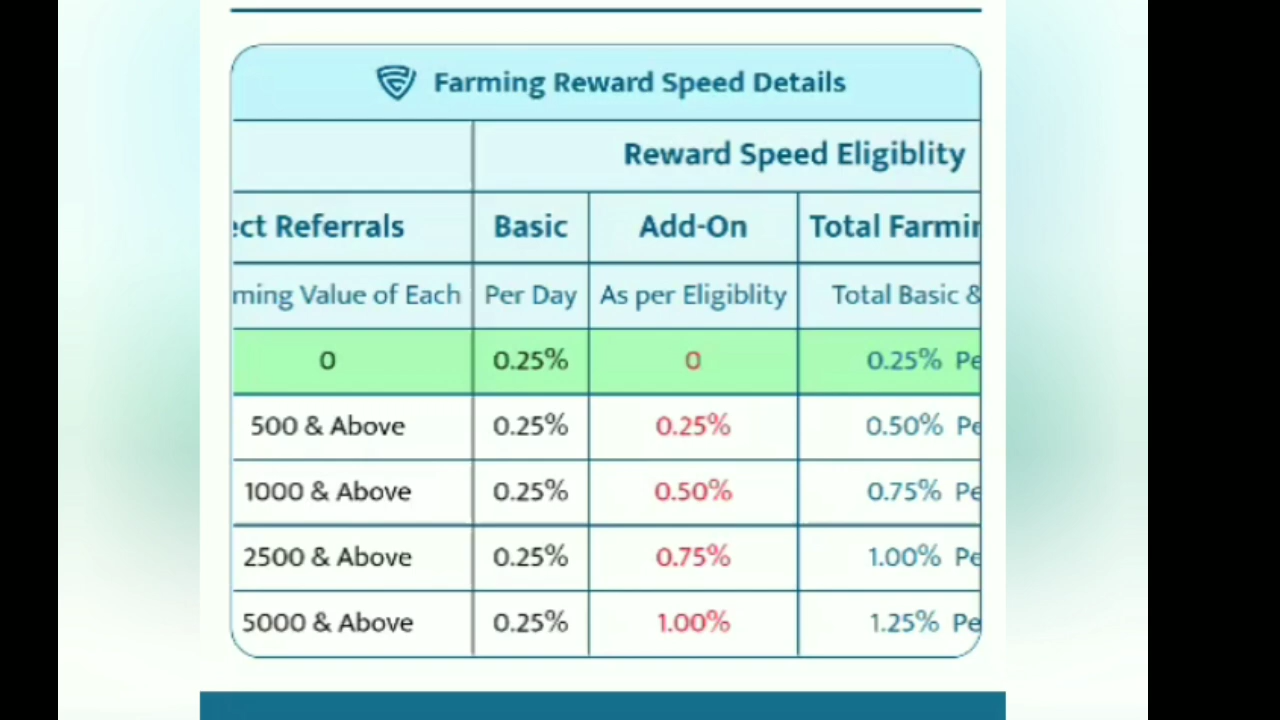 Farming Reward Speed Details
Reward Speed Eligiblity
ect Referrals Basic Add-On Total Farmin
ming Value of Each Per Day As per Eligiblity Total Basic &
0 0.25% 0 0.25% Pe
500 & Above 0.25% 0.25% 0.50% Pe
1000 & Above 0.25% 0.50% 0.75% Pe
2500 & Above 0.25% 0.75% 1.00% Pe
5000 & Above 0.25% 1.00% 1.25% Pe